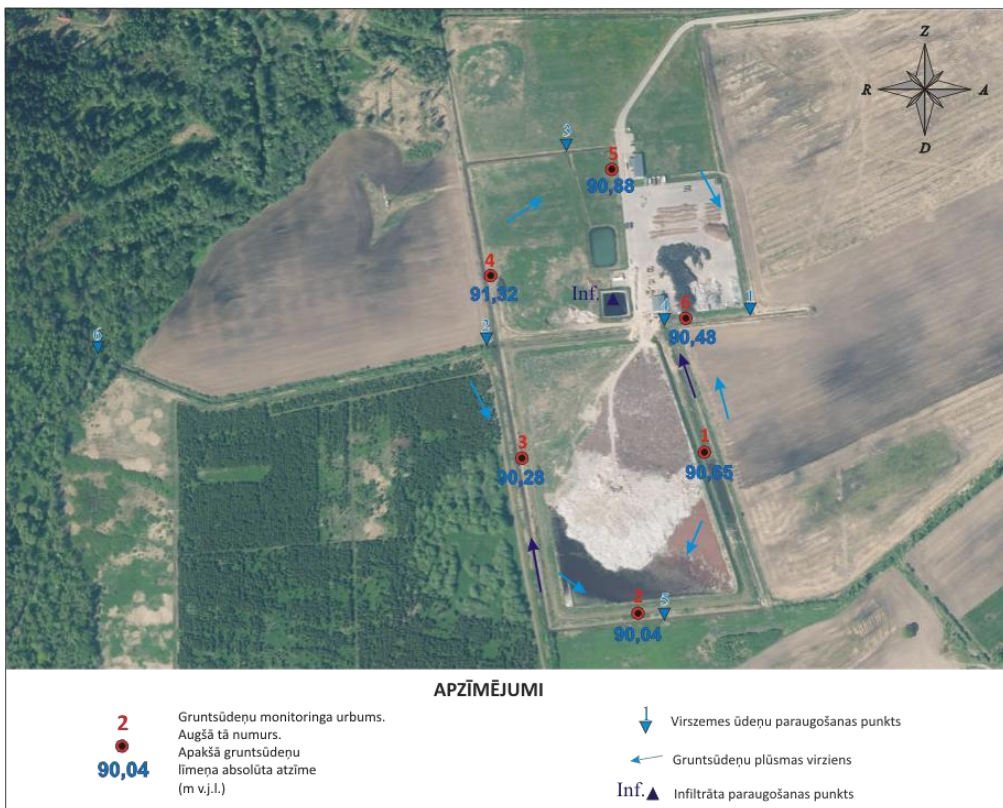 Z
R
A
D
3
5
90,88
4
91,32
Inf.
1
4
6
90,48
2
6
3
90,28
1
90,65
2
5
90,04
APZĪMĒJUMI
2
90,04
Gruntsūdeņu monitoringa urbums.
Augšā tā numurs.
Apakšā gruntsūdeņu
līmeņa absolūta atzīme
(m v.j.l.)
1
Virszemes ūdeņu paraugošanas punkts
Gruntsūdeņu plūsmas virziens
Inf.
Infiltrāta paraugošanas punkts